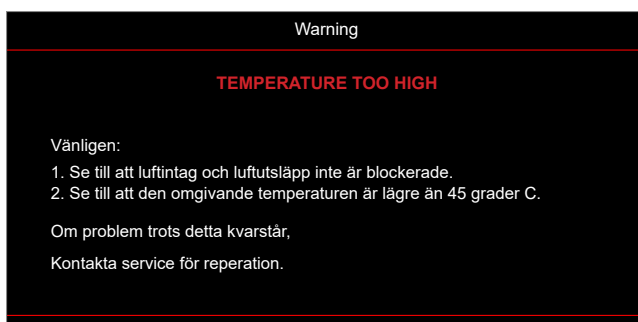 Warning
TEMPERATURE TOO HIGH
Vänligen:
1. Se till att luftintag och luftutsläpp inte är blockerade.
2. Se till att den omgivande temperaturen är lägre än 45 grader C.
Om problem trots detta kvarstår,
Kontakta service för reperation.